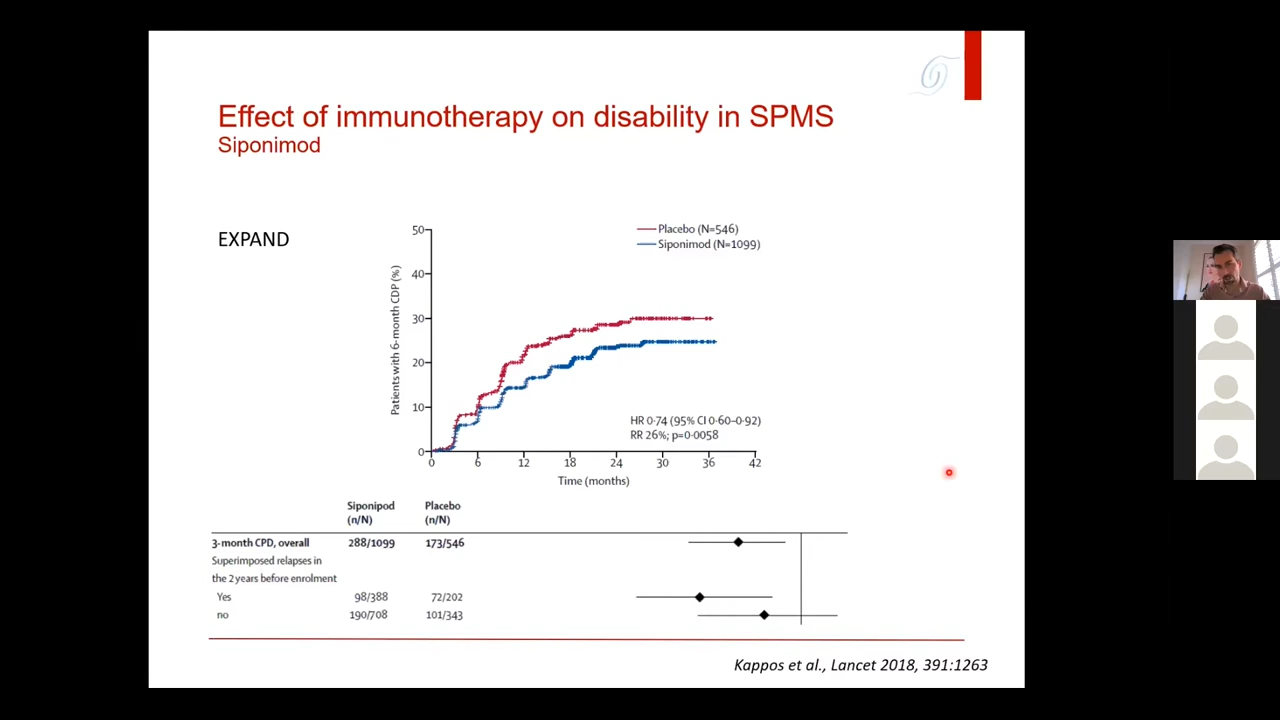 Effect of immunotherapy on disability in SPMS
Siponimod
EXPAND
Patients with 6-month CDP (%)
50
40
30
20
10
0
Placebo (N=546)
Siponimod (N=1099)
HR 0·74 (95% CI 0·60–0·92)
RR 26%; p=0·0058
0 6 12 18 24 30 36 42
Time (months)
Siponipod Placebo
(n/N) (n/N)
3-month CPD, overall 288/1099 173/546
Superimposed relapses in
the 2 years before enrolment
Yes 98/388 72/202
no 190/708 101/343
Kappos et al., Lancet 2018, 391:1263